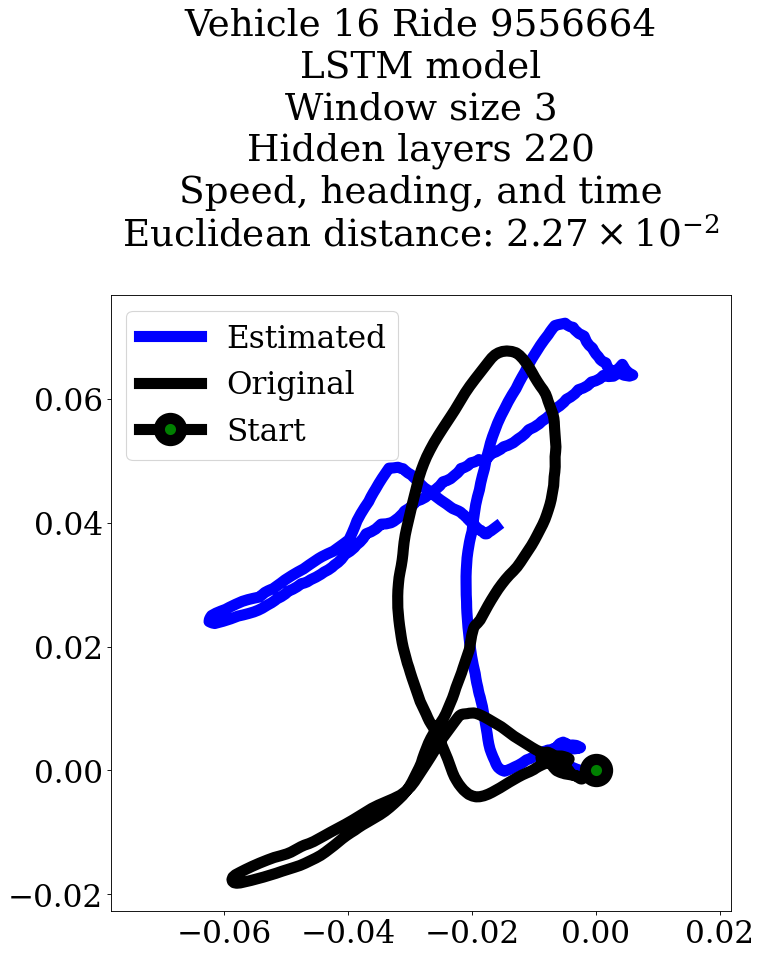 Vehicle 16 Ride 9556664
LSTM model
Window size 3
Hidden layers 220
Speed, heading, and time
Euclidean distance: 2.27 × 10⁻²
Estimated
Original
Start
0.06
0.04
0.02
0.00
−0.02
−0.06
−0.04
−0.02
0.00
0.02